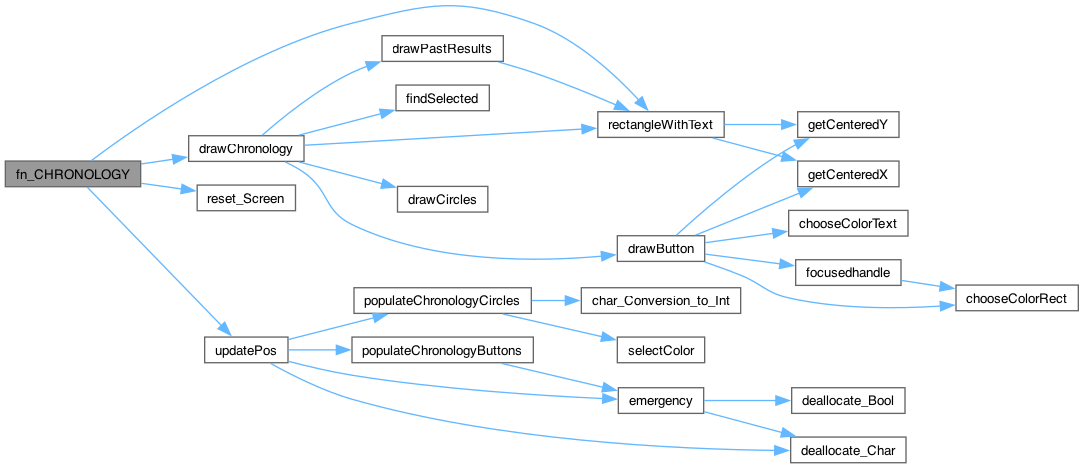 fn_CHRONOLOGY
drawChronology
reset_Screen
updatePos
drawPastResults
findSelected
drawCircles
populateChronologyCircles
populateChronologyButtons
rectangleWithText
drawButton
char_Conversion_to_Int
selectColor
emergency
getCenteredY
getCenteredX
chooseColorText
focusedhandle
chooseColorRect
deallocate_Bool
deallocate_Char